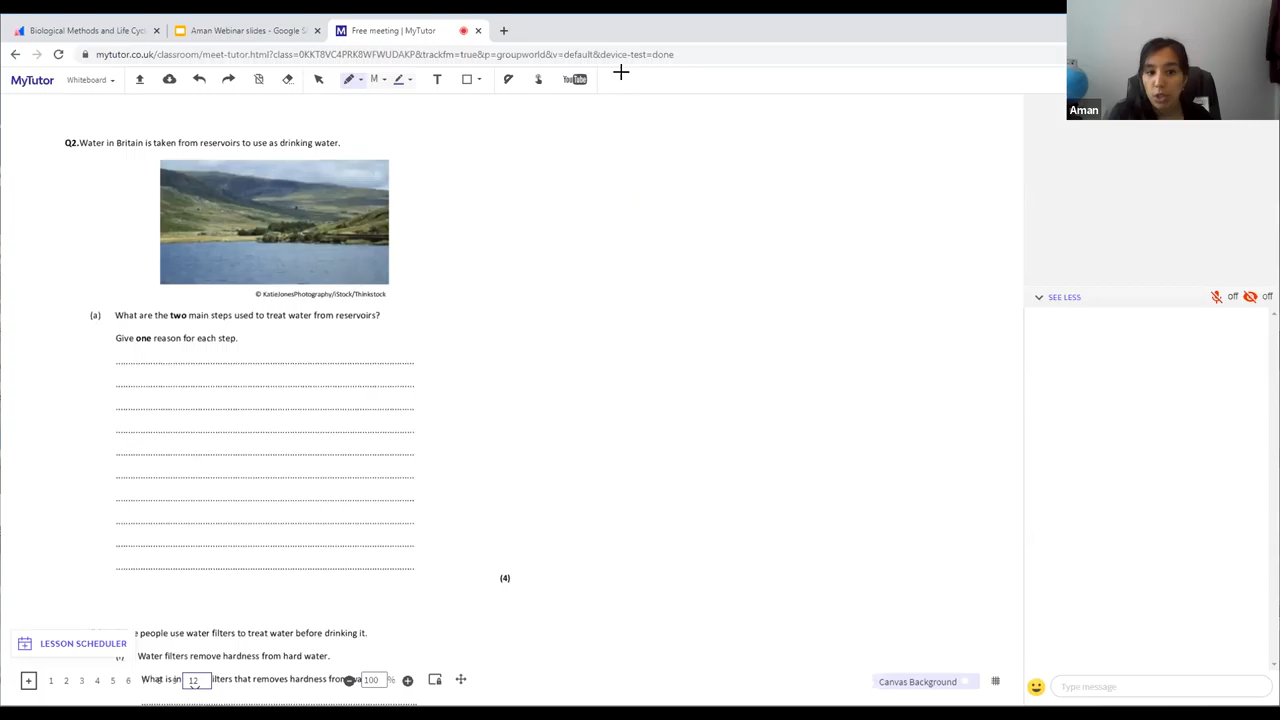 Biological Methods and Life Cycl
Aman Webinar slides - Google S
Free meeting | MyTutor
mytutor.co.uk/classroom/meet-tutor.html?class=0KKT8VC4PRK8WFWUDAKP&trackfm=true&p=groupworld&v=default&device-test=done
MyTutor
Whiteboard
M
T
YouTube
Aman
Q2.Water in Britain is taken from reservoirs to use as drinking water.
© KatieJonesPhotography/iStock/Thinkstock
(a) What are the two main steps used to treat water from reservoirs?
Give one reason for each step.
(4)
SEE LESS
off
off
e people use water filters to treat water before drinking it.
LESSON SCHEDULER
Water filters remove hardness from hard water.
What is in filters that removes hardness from
1 2 3 4 5 6 12 100 %
Canvas Background
Type message